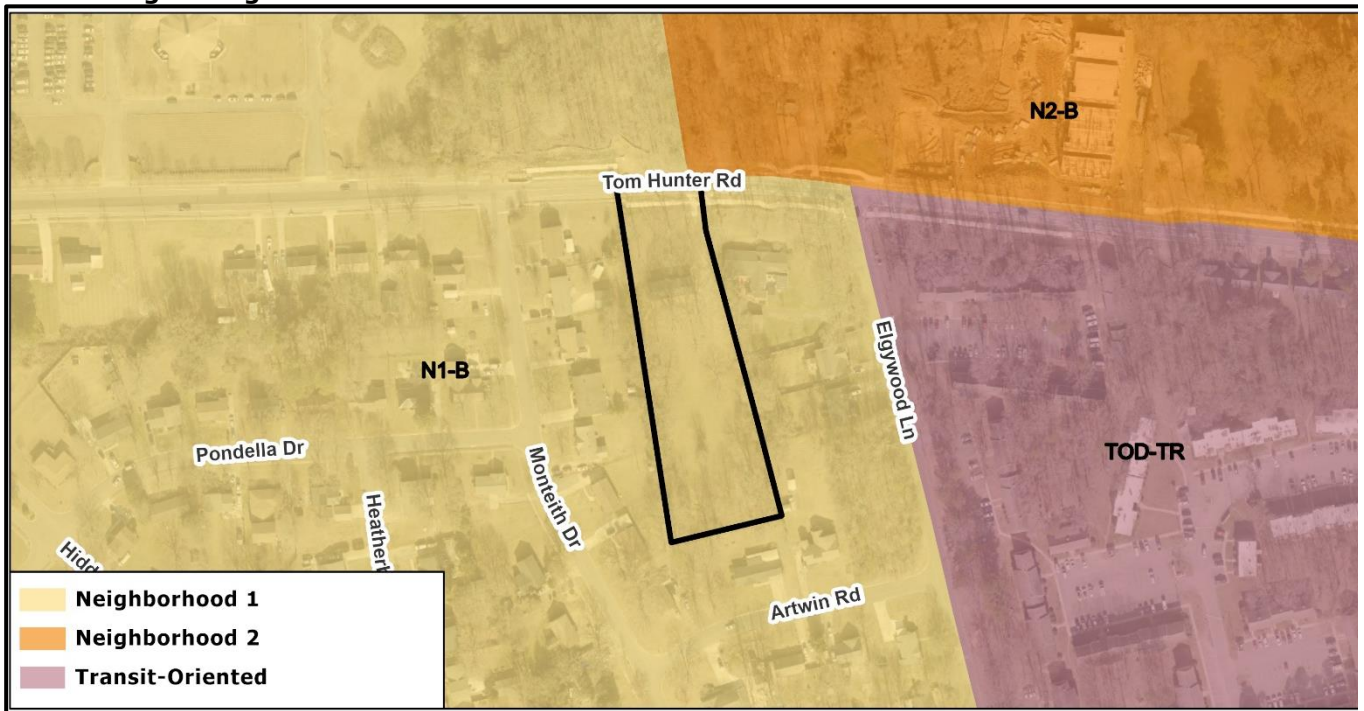 N2-B
Tom Hunter Rd
Elgywood Ln
N1-B
Pondella Dr
Monteith Dr
TOD-TR
Artwin Rd
Neighborhood 1
Neighborhood 2
Transit-Oriented